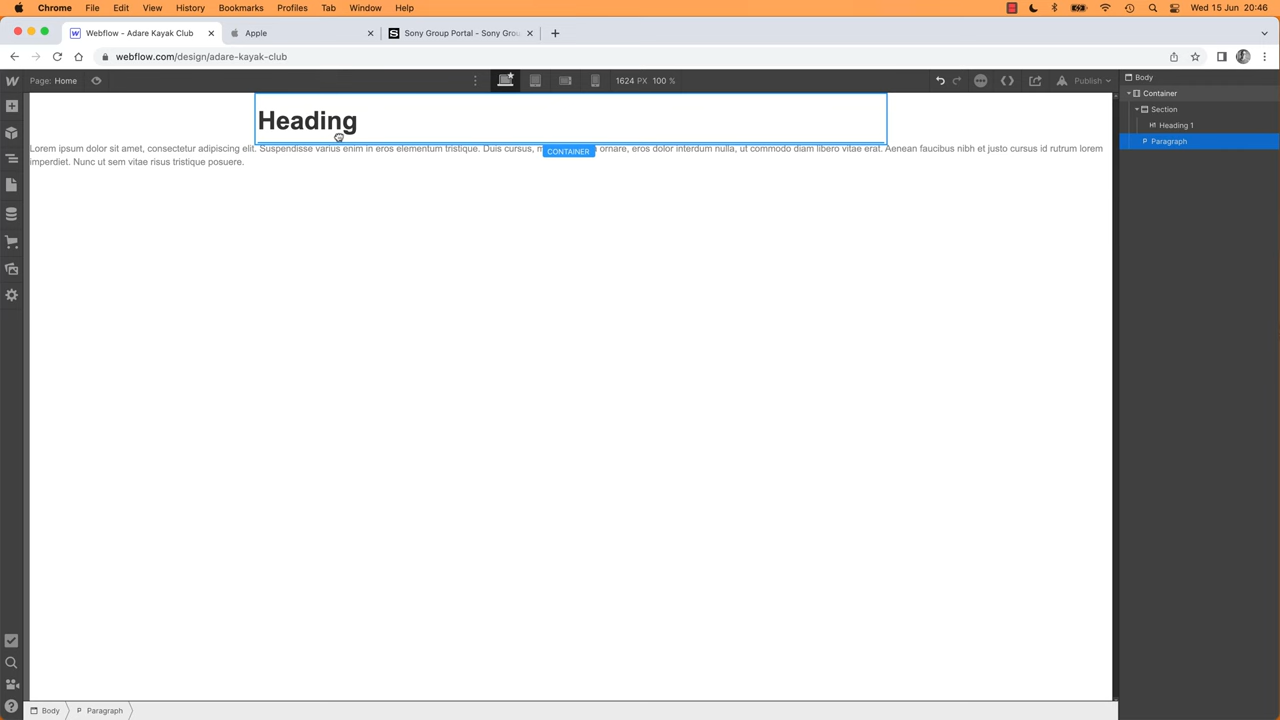 Chrome File Edit View History Bookmarks Profiles Tab Window Help Wed 15 Jun 20:46
Webflow - Adare Kayak Club Apple Sony Group Portal - Sony Grou
webflow.com/design/adare-kayak-club
Page: Home 1624 PX 100 % Publish
Body
Container
Section
H1 Heading 1
P Paragraph
Heading
Lorem ipsum dolor sit amet, consectetur adipiscing elit. Suspendisse varius enim in eros elementum tristique. Duis cursus, m ornare, eros dolor interdum nulla, ut commodo diam libero vitae erat. Aenean faucibus nibh et justo cursus id rutrum lorem
imperdiet. Nunc ut sem vitae risus tristique posuere.
CONTAINER
Body P Paragraph